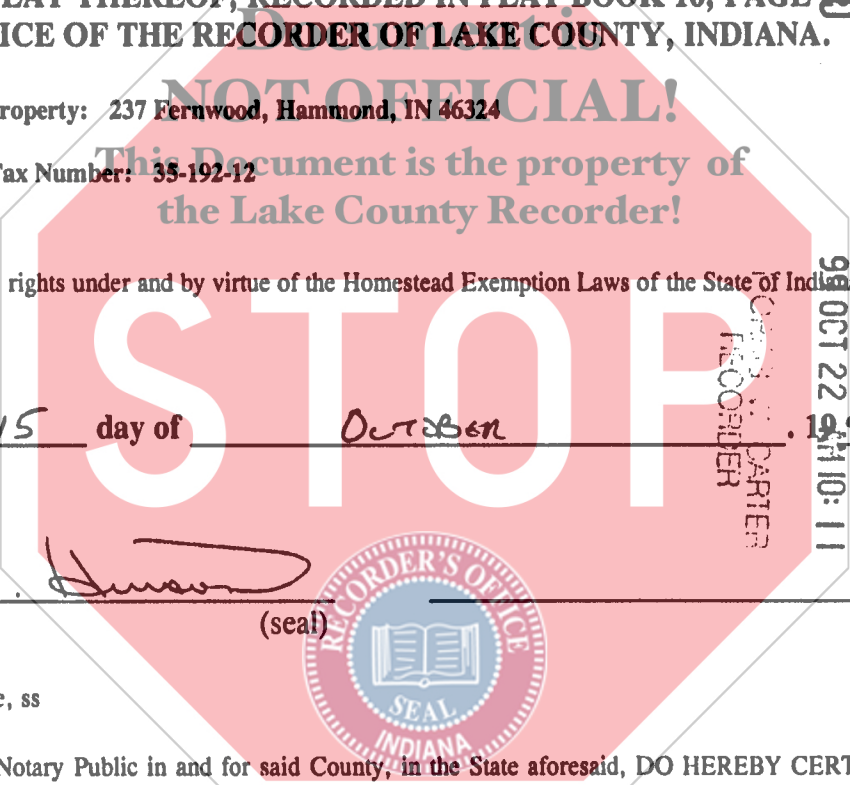 PLAT THEREOF, RECORDED IN PLAT BOOK 10, PAGE
ICE OF THE RECORDER OF LAKE COUNTY, INDIANA.
Document is
NOT OFFICIAL!
This Document is the property of
the Lake County Recorder!
roperty: 237 Fernwood, Hammond, IN 46324
Tax Number: 35-192-12
rights under and by virtue of the Homestead Exemption Laws of the State of Indiana
STOP
98 OCT 22 AM 10: 11
CARTER
RECORDER
15 day of OCTOBER . 19
(seal)
RECORDER'S OFFICE
SEAL
INDIANA
e, ss
Notary Public in and for said County, in the State aforesaid, DO HEREBY CERT